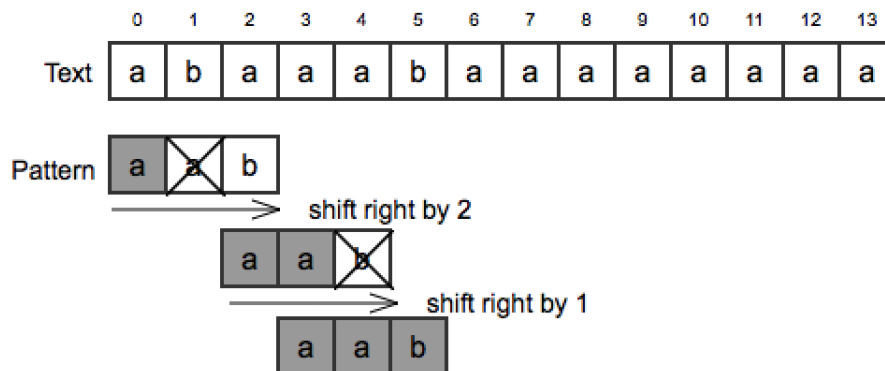 0 1 2 3 4 5 6 7 8 9 10 11 12 13
Text a b a a a b a a a a a a a a
Pattern a a b
shift right by 2
a a b
shift right by 1
a a b